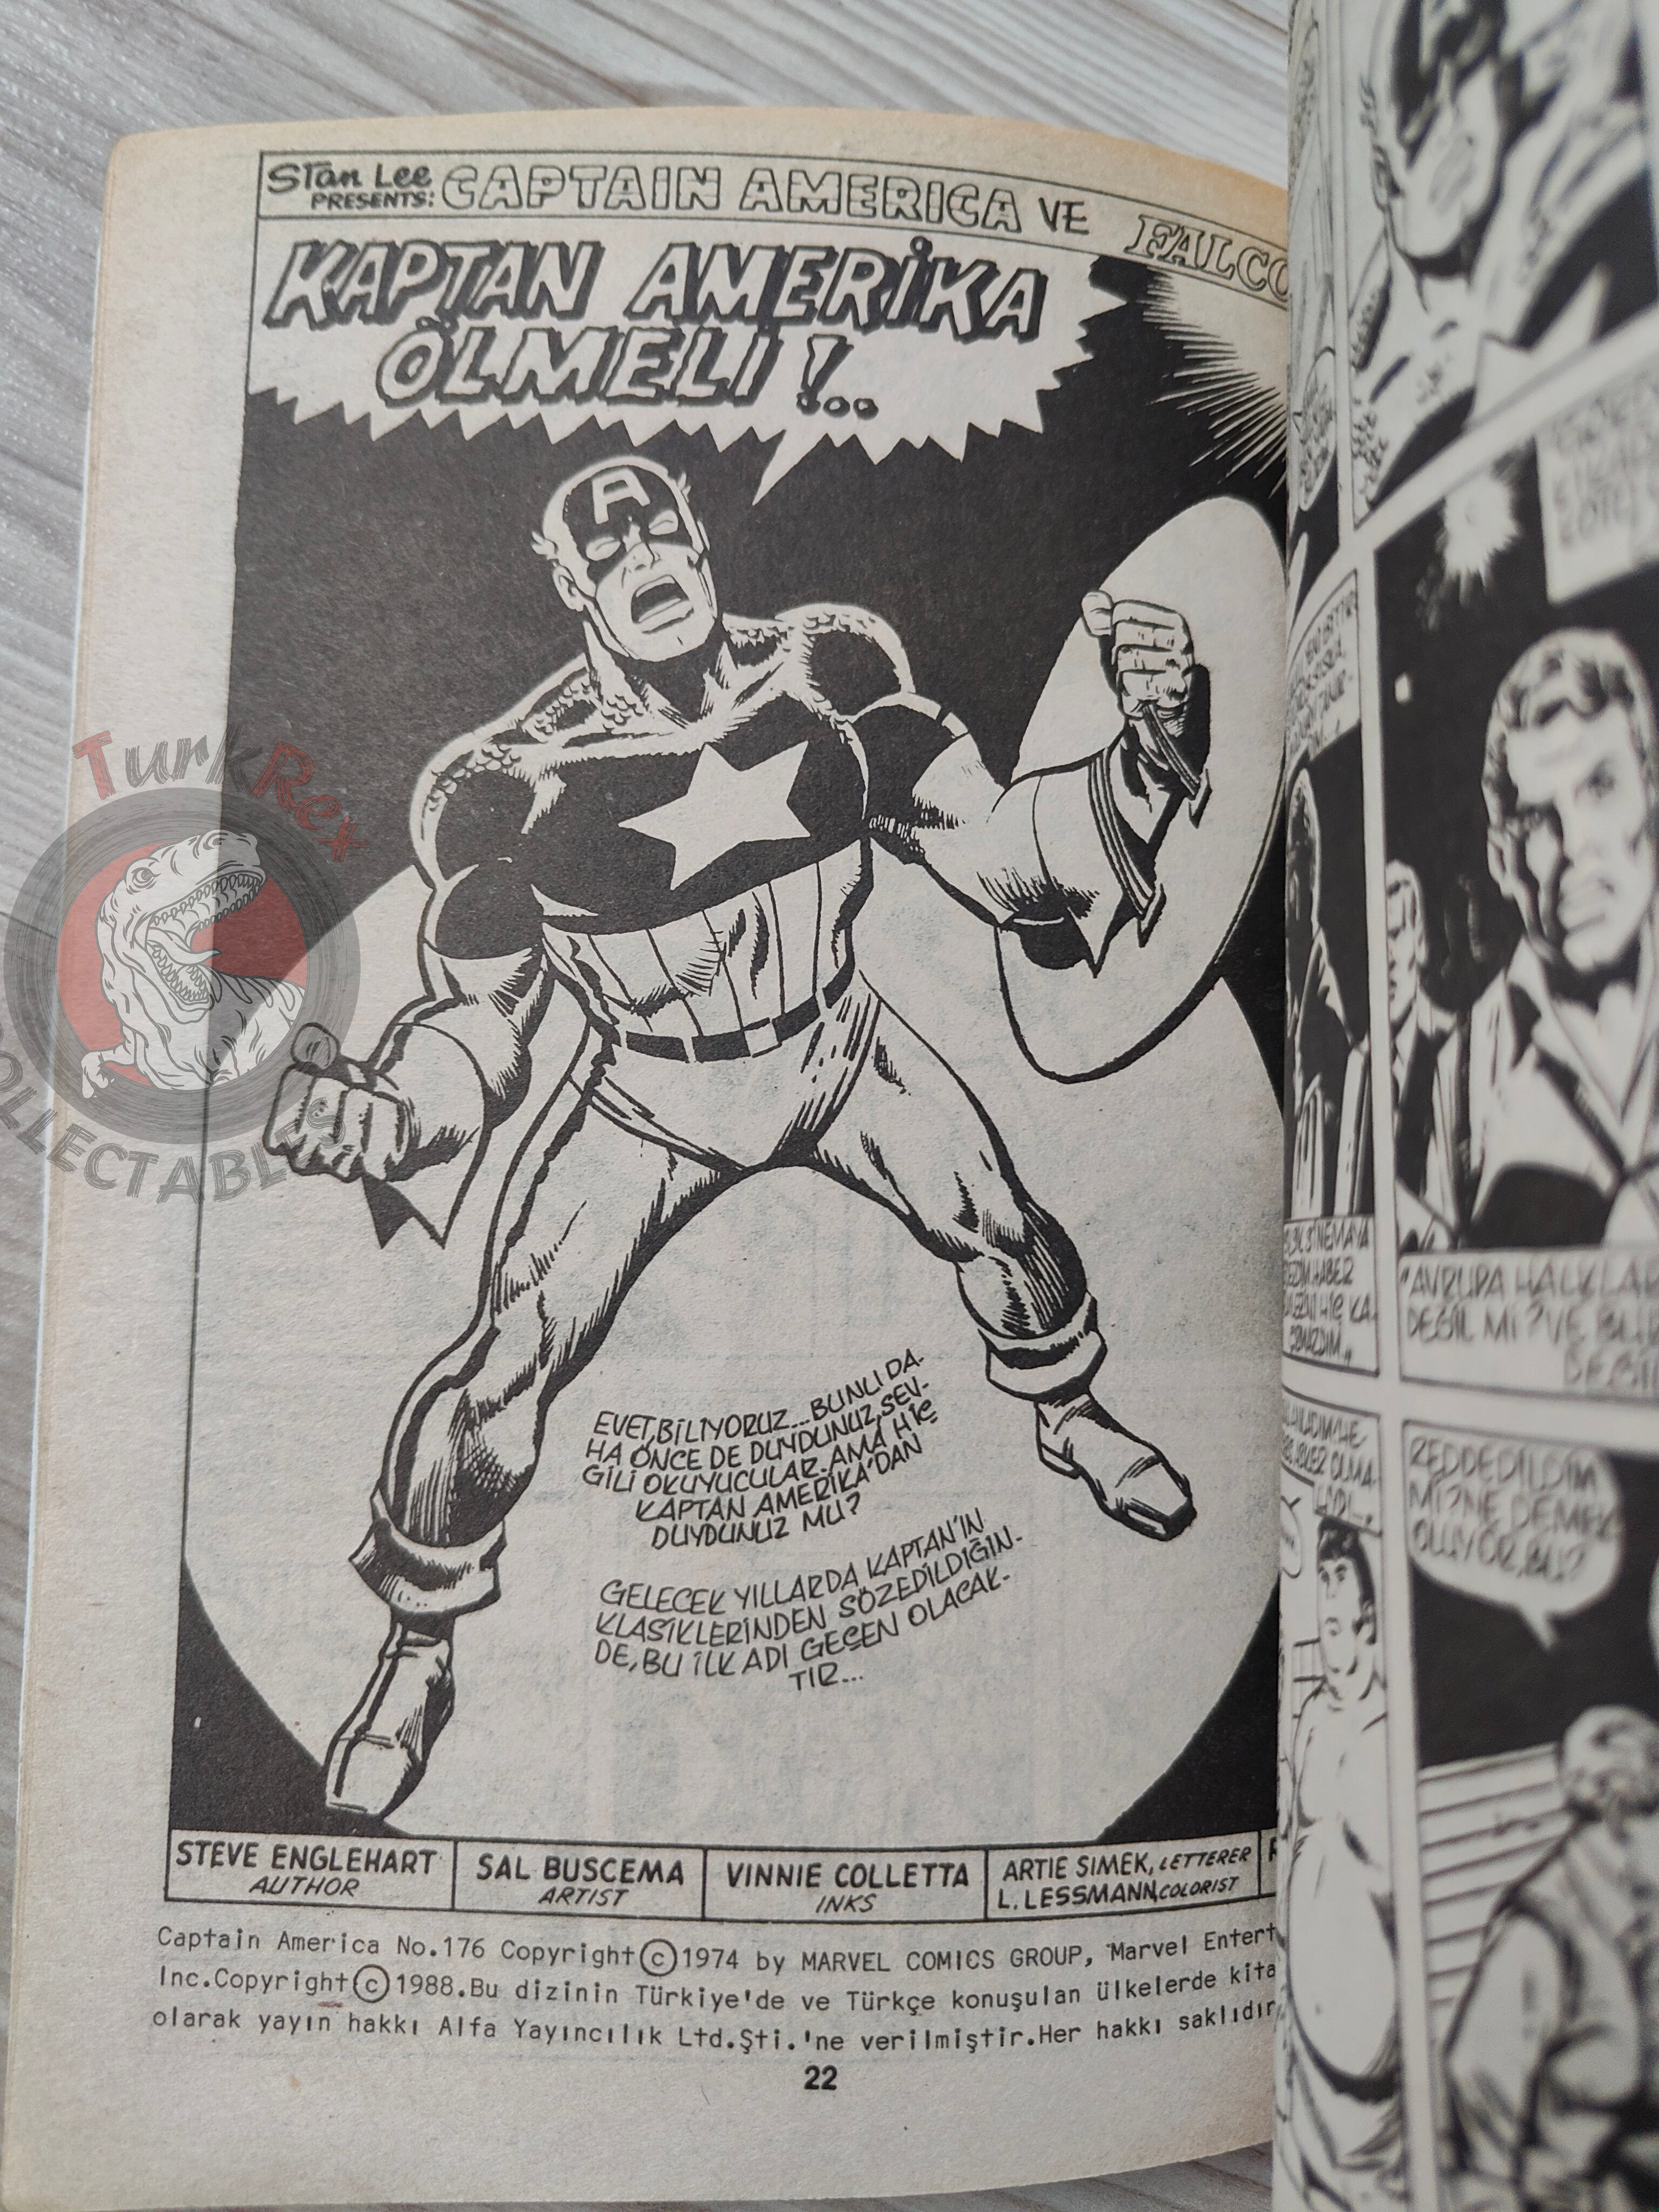 Stan Lee
PRESENTS:
CAPTAIN AMERICA VE
KAPTAN AMERİKA
ÖLMELİ!...
A
EVET,BİLİYORUZ...BUNU DA-
HA ÖNCE DE DUYDUNUZ,SEV-
GİLİ OKUYUCULAR.AMA HİÇ
KAPTAN AMERİKA'DAN
DUYDUNUZ MU?
GELECEK YILLARDA KAPTAN'IN
KLASİKLERİNDEN SÖZEDİLDİĞİN-
DE,BU İLK ADI GEÇEN OLACAK-
TIR...
STEVE ENGLEHART
AUTHOR
SAL BUSCEMA
ARTIST
VINNIE COLLETTA
INKS
ARTIE SIMEK, LETTERER
L. LESSMANN, COLORIST
Captain America No.176 Copyright©1974 by MARVEL COMICS GROUP, Marvel
Inc.Copyright©1988.Bu dizinin Türkiye'de ve Türkçe konuşulan ülkelerde
olarak yayın hakkı Alfa Yayıncılık Ltd.Şti.'ne verilmiştir.Her hakkı saklıdır
22
TurkRex
"AVRUPA
DEĞİL Mİ?VE
REDDEDİLDİM
Mİ?NE DEMEK
OLUYOR,BU?